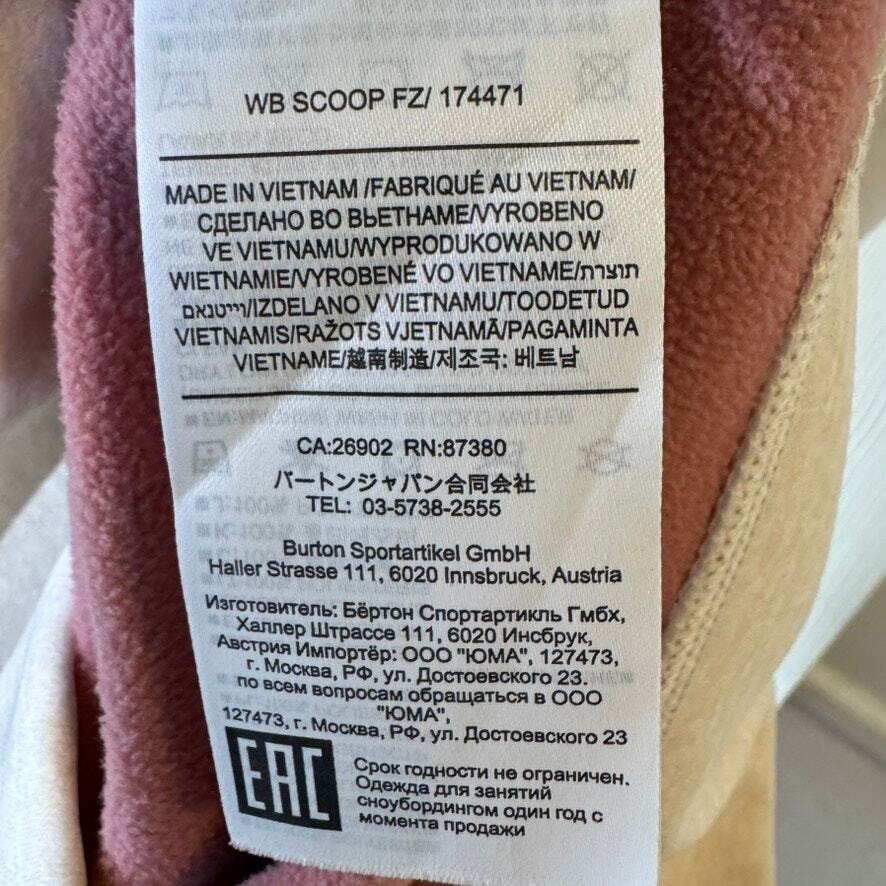 WB SCOOP FZ/ 174471
MADE IN VIETNAM /FABRIQUÉ AU VIETNAM/
СДЕЛАНО ВО ВЬЕТНАМЕ/VYROBENO
VE VIETNAMU/WYPRODUKOWANO W
WIETNAMIE/VYROBENÉ VO VIETNAME/תוצרת
וייטנאם/IZDELANO V VIETNAMU/TOODETUD
VIETNAMIS/RAŽOTS VJETNAMĀ/PAGAMINTA
VIETNAME/越南制造/제조국: 베트남
CA:26902 RN:87380
バートンジャパン合同会社
TEL: 03-5738-2555
Burton Sportartikel GmbH
Haller Strasse 111, 6020 Innsbruck, Austria
Изготовитель: Бёртон Спортартикль Гмбх,
Халлер Штрассе 111, 6020 Инсбрук,
Австрия Импортёр: ООО "ЮМА", 127473,
г. Москва, РФ, ул. Достоевского 23.
по всем вопросам обращаться в ООО
"ЮМА",
127473, г. Москва, РФ, ул. Достоевского 23
EAC
Срок годности не ограничен.
Одежда для занятий
сноубордингом один год с
момента продажи